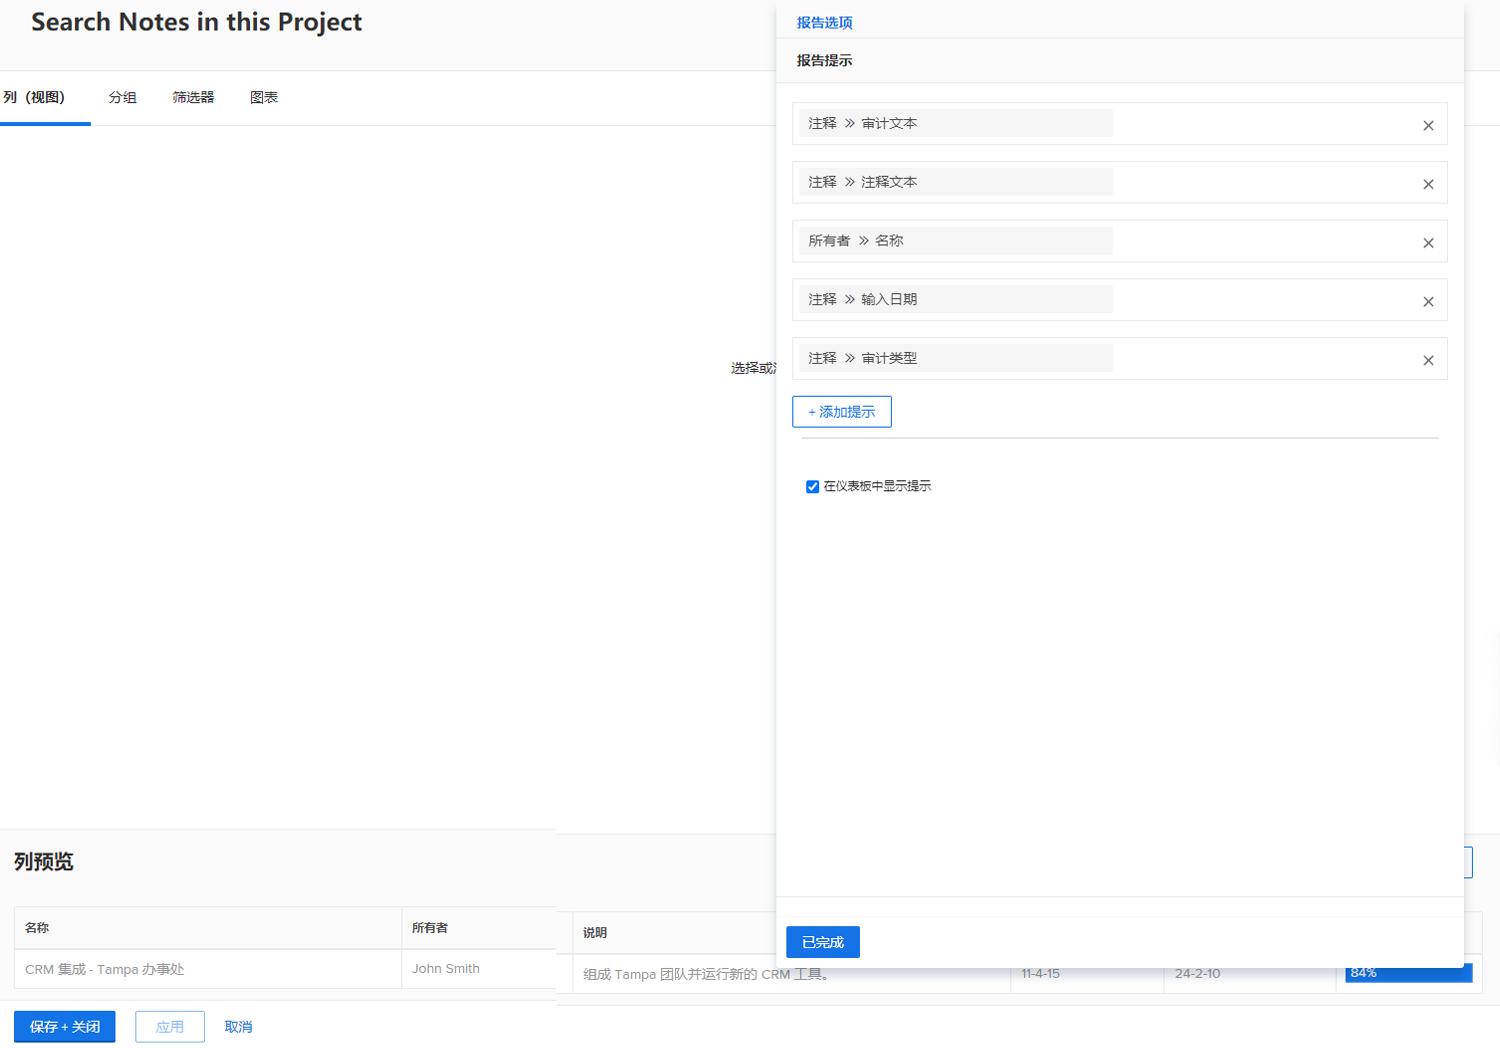 Search Notes in this Project
列（视图）
分组
筛选器
图表
选择或
报告选项
报告提示
注释 » 审计文本
注释 » 注释文本
所有者 » 名称
注释 » 输入日期
注释 » 审计类型
+ 添加提示
在仪表板中显示提示
已完成
列预览
名称
所有者
说明
CRM 集成 - Tampa 办事处
John Smith
组成 Tampa 团队并运行新的 CRM 工具。
11-4-15
24-2-10
84%
保存 + 关闭
应用
取消